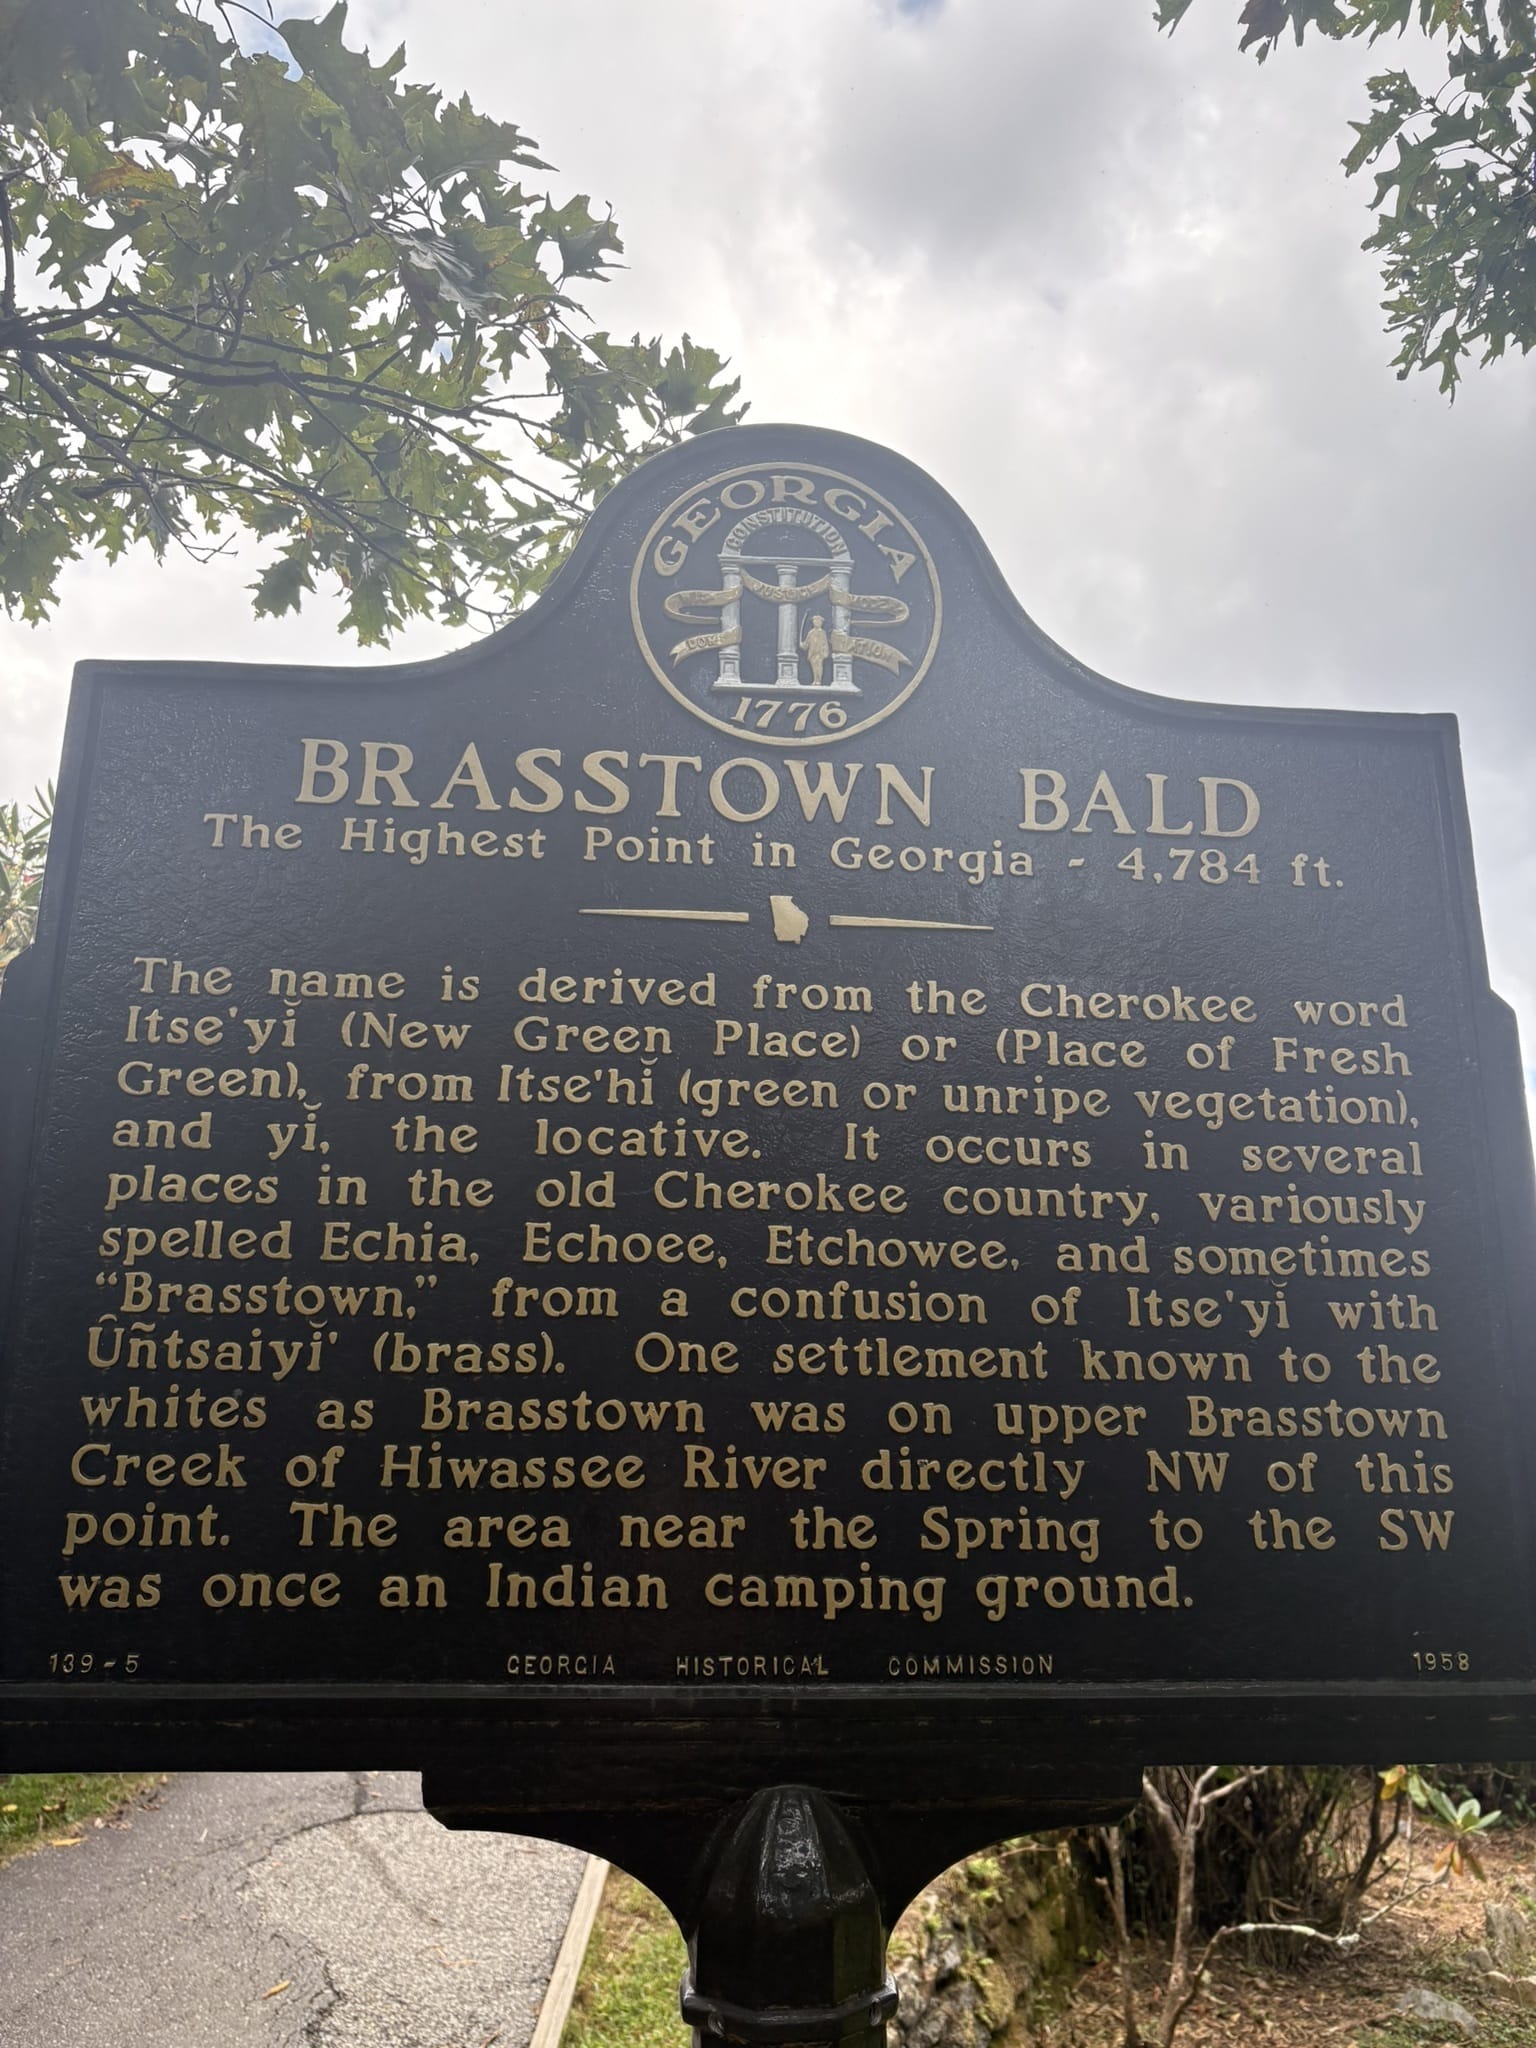 GEORGIA
CONSTITUTION
JUSTICE
1776
BRASSTOWN BALD
The Highest Point in Georgia - 4,784 ft.
The name is derived from the Cherokee word
Itse'yĭ (New Green Place) or (Place of Fresh
Green), from Itse'hĭ (green or unripe vegetation),
and yĭ, the locative. It occurs in several
places in the old Cherokee country, variously
spelled Echia, Echoee, Etchowee, and sometimes
“Brasstown,” from a confusion of Itse'yĭ with
Ûñtsaiyĭ' (brass). One settlement known to the
whites as Brasstown was on upper Brasstown
Creek of Hiwassee River directly NW of this
point. The area near the Spring to the SW
was once an Indian camping ground.
139-5 GEORGIA HISTORICAL COMMISSION 1958